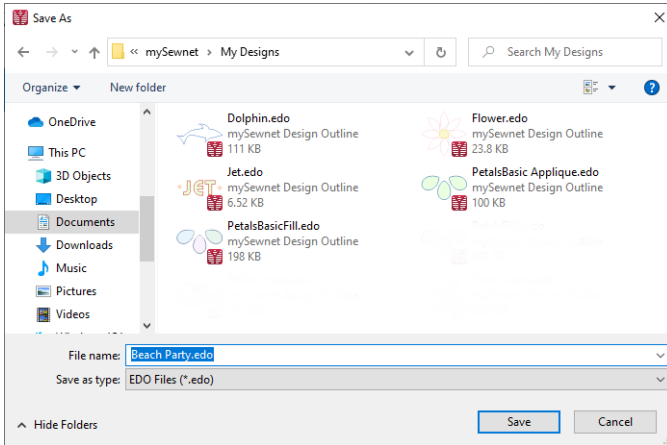 Save As
« mySewnet › My Designs
Search My Designs
Organize
New folder
OneDrive
This PC
3D Objects
Desktop
Documents
Downloads
Music
Pictures
Videos
Dolphin.edo
mySewnet Design Outline
111 KB
Flower.edo
mySewnet Design Outline
23.8 KB
JET
Jet.edo
mySewnet Design Outline
6.52 KB
PetalsBasic Applique.edo
mySewnet Design Outline
100 KB
PetalsBasicFill.edo
mySewnet Design Outline
198 KB
File name: Beach Party.edo
Save as type: EDO Files (*.edo)
Hide Folders
Save
Cancel